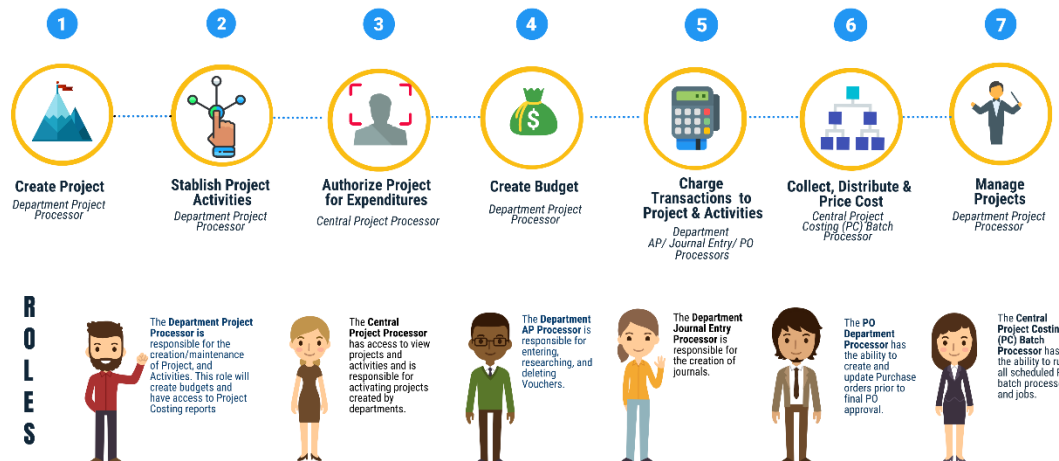 1
2
3
4
5
6
7
$
Create Project
Department Project
Processor
Stablish Project
Activities
Department Project
Processor
Authorize Project
for Expenditures
Central Project Processor
Create Budget
Department Project
Processor
Charge
Transactions to
Project & Activities
Department
AP/ Journal Entry/ PO
Processors
Collect, Distribute &
Price Cost
Central Project
Costing (PC) Batch
Processor
Manage
Projects
Department Project
Processor
ROLES
The Department Project
Processor is
responsible for the
creation/maintenance
of Project, and
Activities. This role will
create budgets and
have access to Project
Costing reports
The Central
Project Processor
has access to view
projects and
activities and is
responsible for
activating projects
created by
departments.
The Department
AP Processor is
responsible for
entering,
researching, and
deleting
Vouchers.
The Department
Journal Entry
Processor is
responsible for
the creation of
journals.
The PO
Department
Processor has
the ability to
create and
update Purchase
orders prior to
final PO
approval.
The Central
Project Costin
(PC) Batch
Processor has
the ability to ru
all scheduled P
batch processe
and jobs.